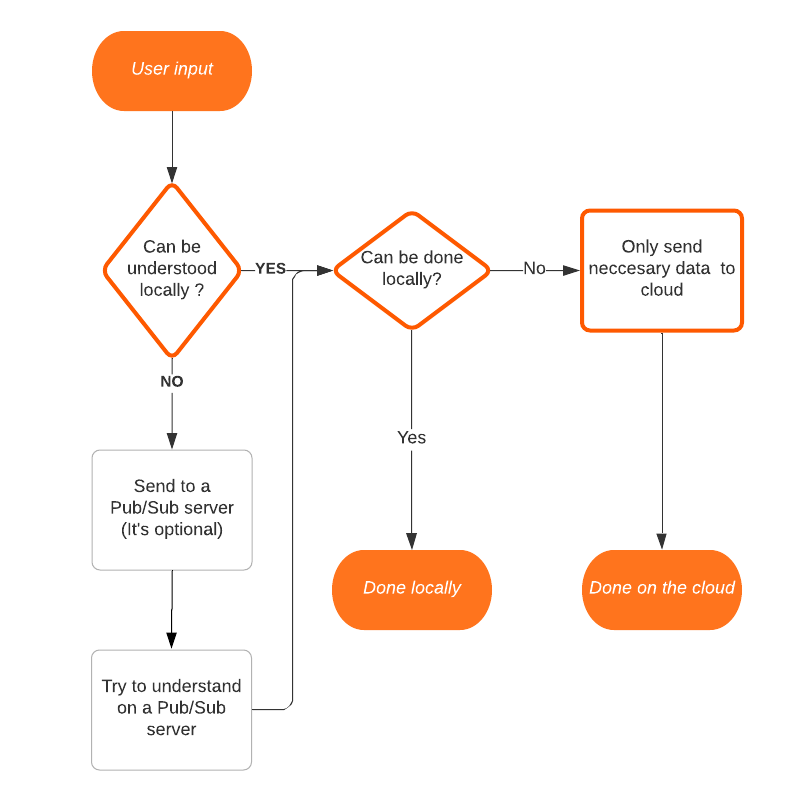 User input
Can be
understood
locally ?
YES
Can be done
locally?
No
Only send
neccesary data  to
cloud
NO
Yes
Send to a
Pub/Sub server
(It's optional)
Done locally
Done on the cloud
Try to understand
on a Pub/Sub
server